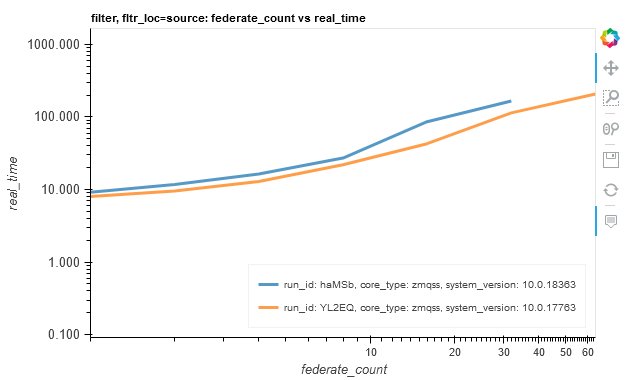 filter, fltr_loc=source: federate_count vs real_time
1000.000
100.000
10.000
1.000
0.100
real_time
run_id: haMSb, core_type: zmqss, system_version: 10.0.18363
run_id: YL2EQ, core_type: zmqss, system_version: 10.0.17763
10 20 30 40 50 60
federate_count